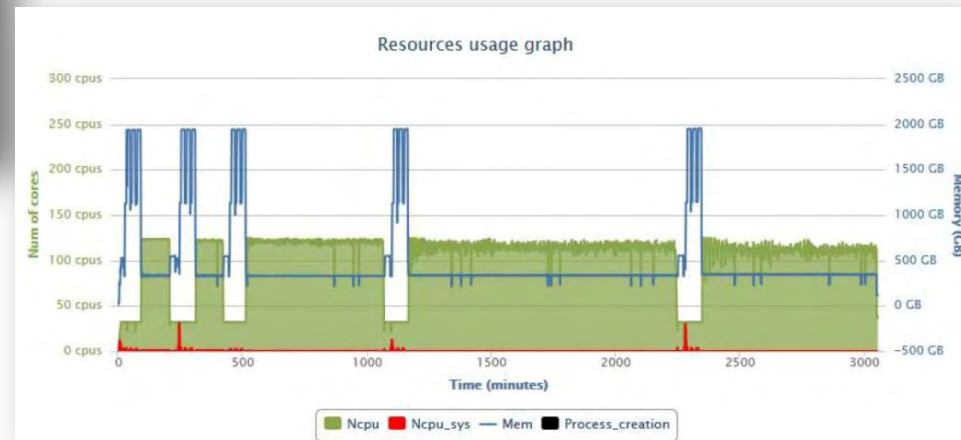 Resources usage graph
300 cpus
250 cpus
200 cpus
150 cpus
100 cpus
50 cpus
0 cpus
Num of cores
2500 GB
2000 GB
1500 GB
1000 GB
500 GB
0 GB
−500 GB
Memory (GB)
0 500 1000 1500 2000 2500 3000
Time (minutes)
Ncpu Ncpu_sys Mem Process_creation